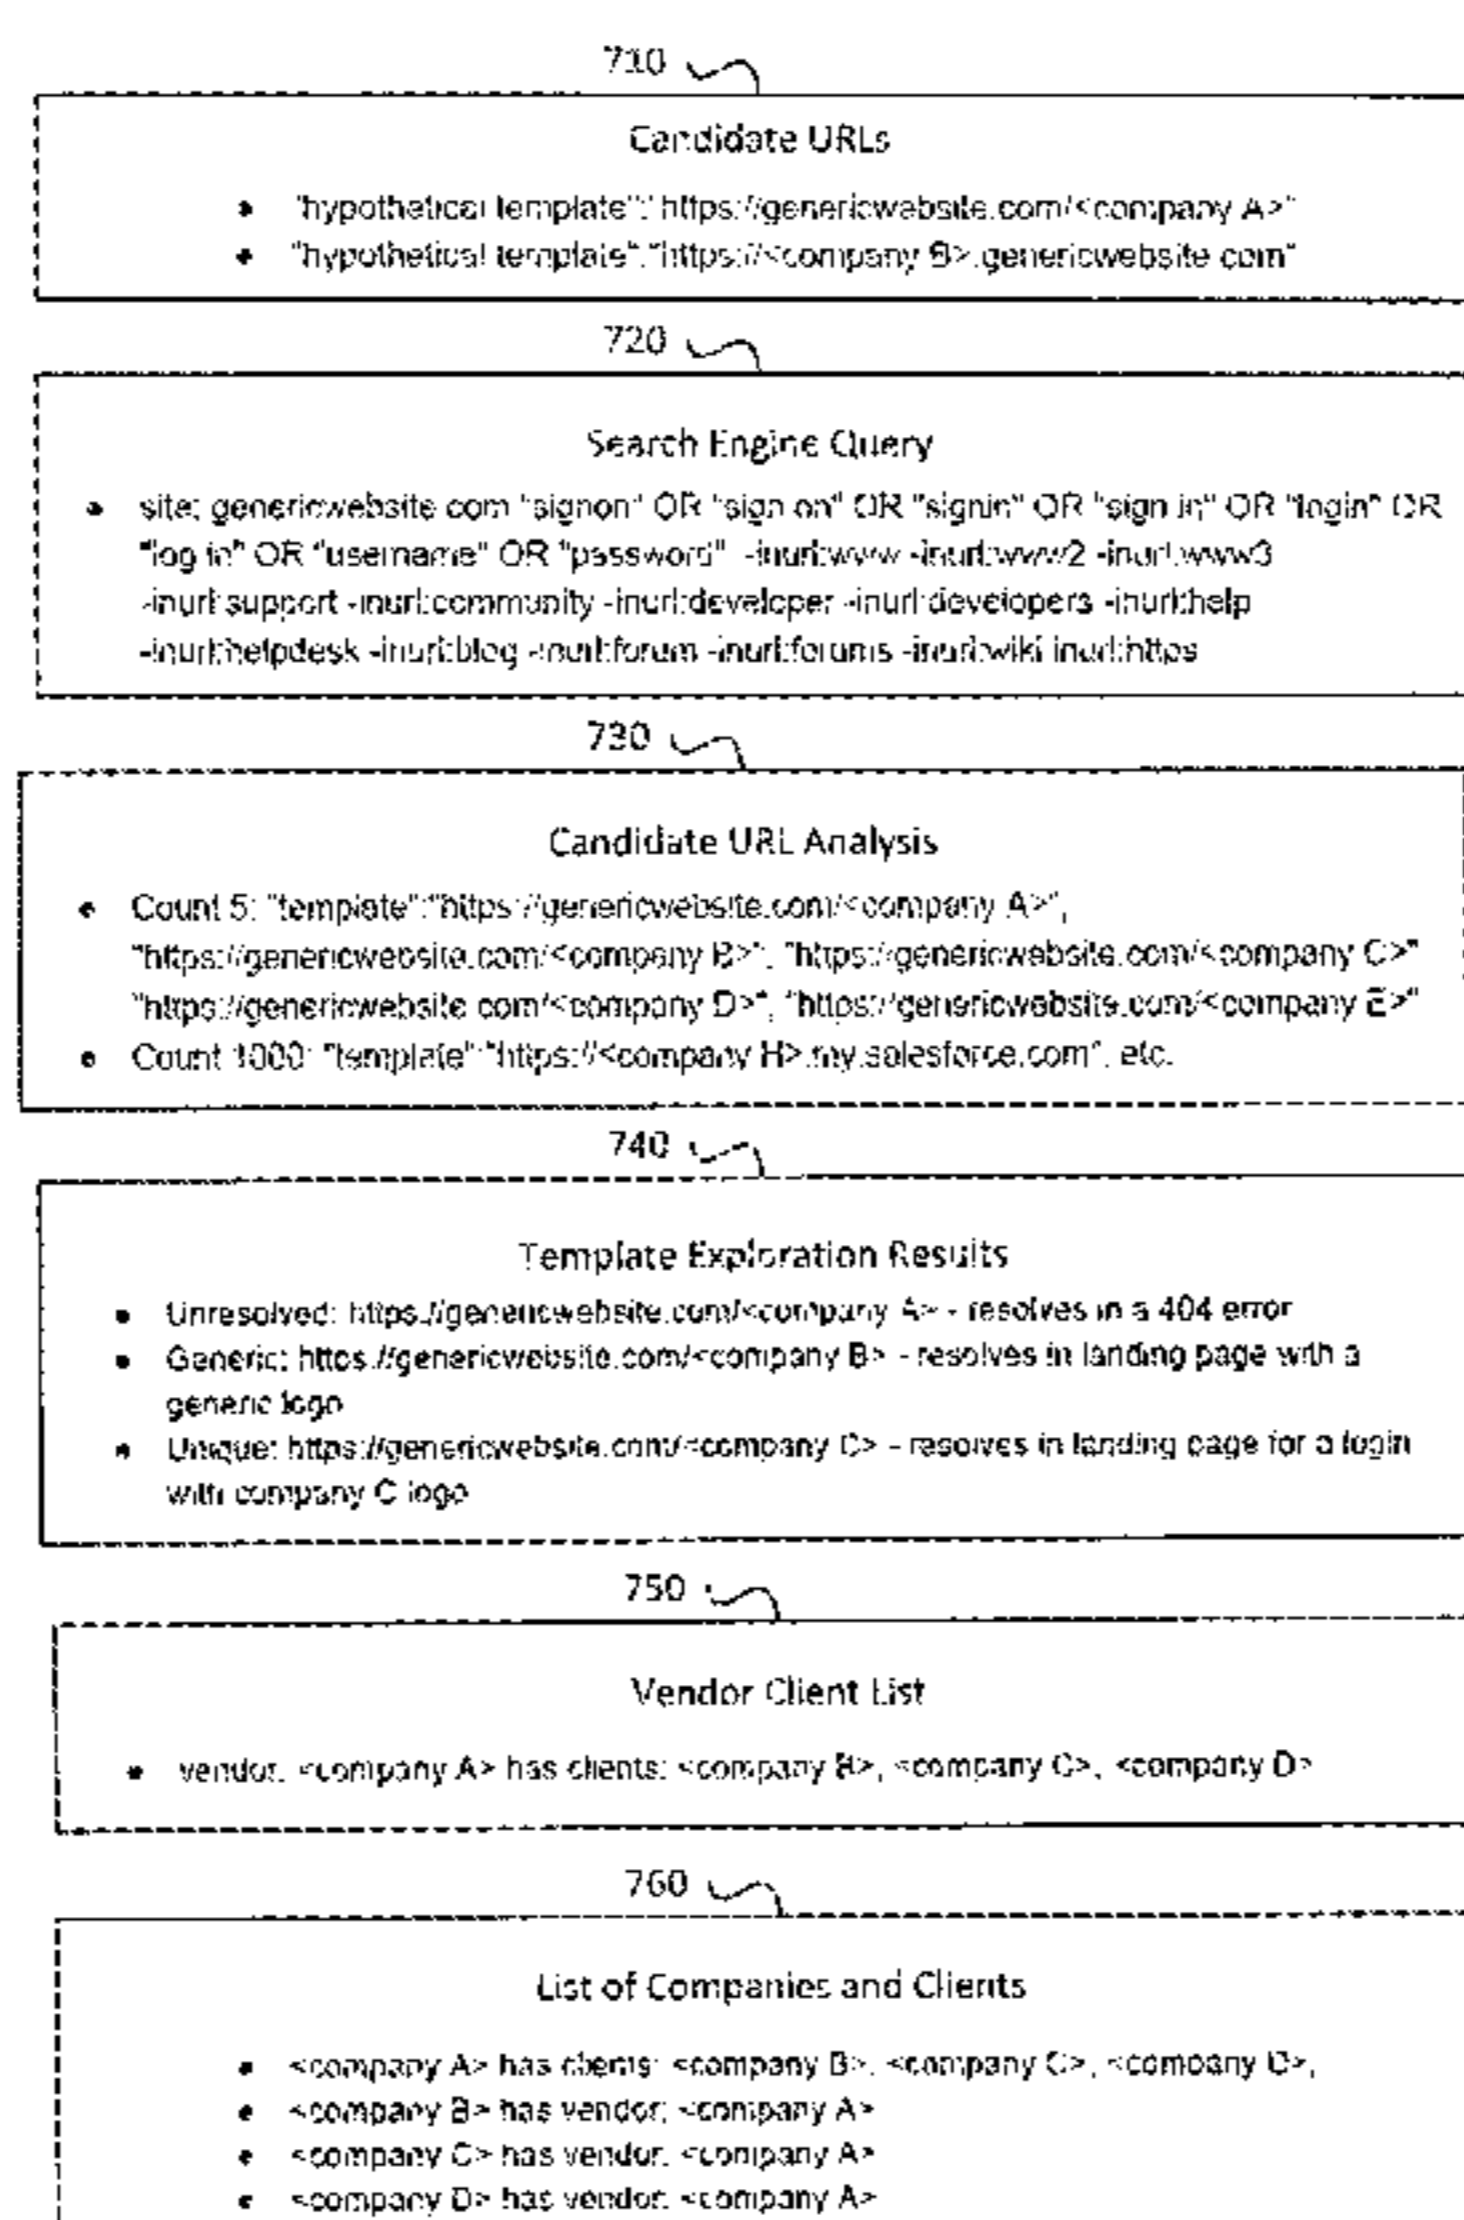 710
Candidate URLs
• "hypothetical template":"https://genericwebsite.com/<company A>"
• "hypothetical template":"https://<company B>.genericwebsite.com"
720
Search Engine Query
• site: genericwebsite.com "signon" OR "sign on" OR "signin" OR "sign in" OR "login" OR
"log in" OR "username" OR "password" -inurl:www -inurl:www2 -inurl:www3
-inurl:support -inurl:community -inurl:developer -inurl:developers -inurl:help
-inurl:helpdesk -inurl:blog -inurl:forum -inurl:forums -inurl:wiki inurl:https
730
Candidate URL Analysis
• Count 5: "template":"https://genericwebsite.com/<company A>",
"https://genericwebsite.com/<company B>", "https://genericwebsite.com/<company C>"
"https://genericwebsite.com/<company D>", "https://genericwebsite.com/<company E>"
• Count 1000: "template":"https://<company H>.my.salesforce.com", etc.
740
Template Exploration Results
• Unresolved: https://genericwebsite.com/<company A> - resolves in a 404 error
• Generic: https://genericwebsite.com/<company B> - resolves in landing page with a
generic logo
• Unique: https://genericwebsite.com/<company C> - resolves in landing page for a login
with company C logo
750
Vendor Client List
• vendor: <company A> has clients: <company B>, <company C>, <company D>
760
List of Companies and Clients
• <company A> has clients: <company B>, <company C>, <company D>,
• <company B> has vendor: <company A>
• <company C> has vendor: <company A>
• <company D> has vendor: <company A>